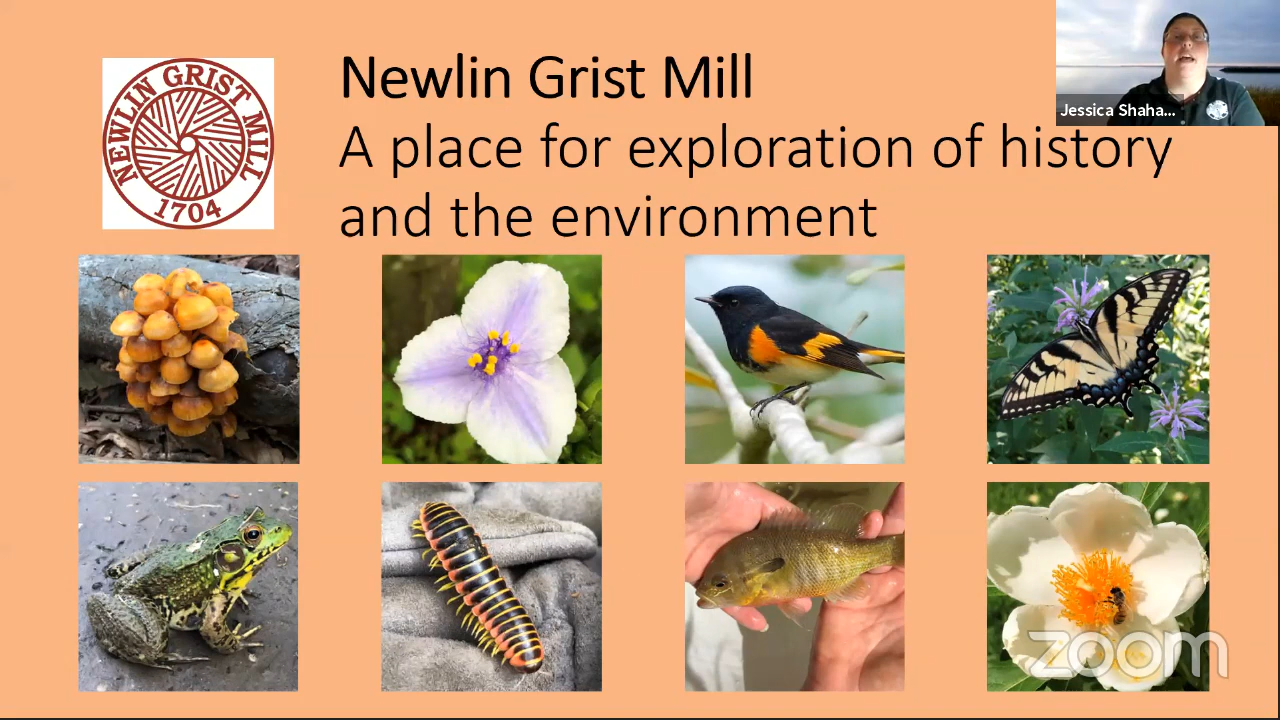 NEWLIN GRIST MILL
1704
Newlin Grist Mill
A place for exploration of history
and the environment
Jessica Shaha...
zoom